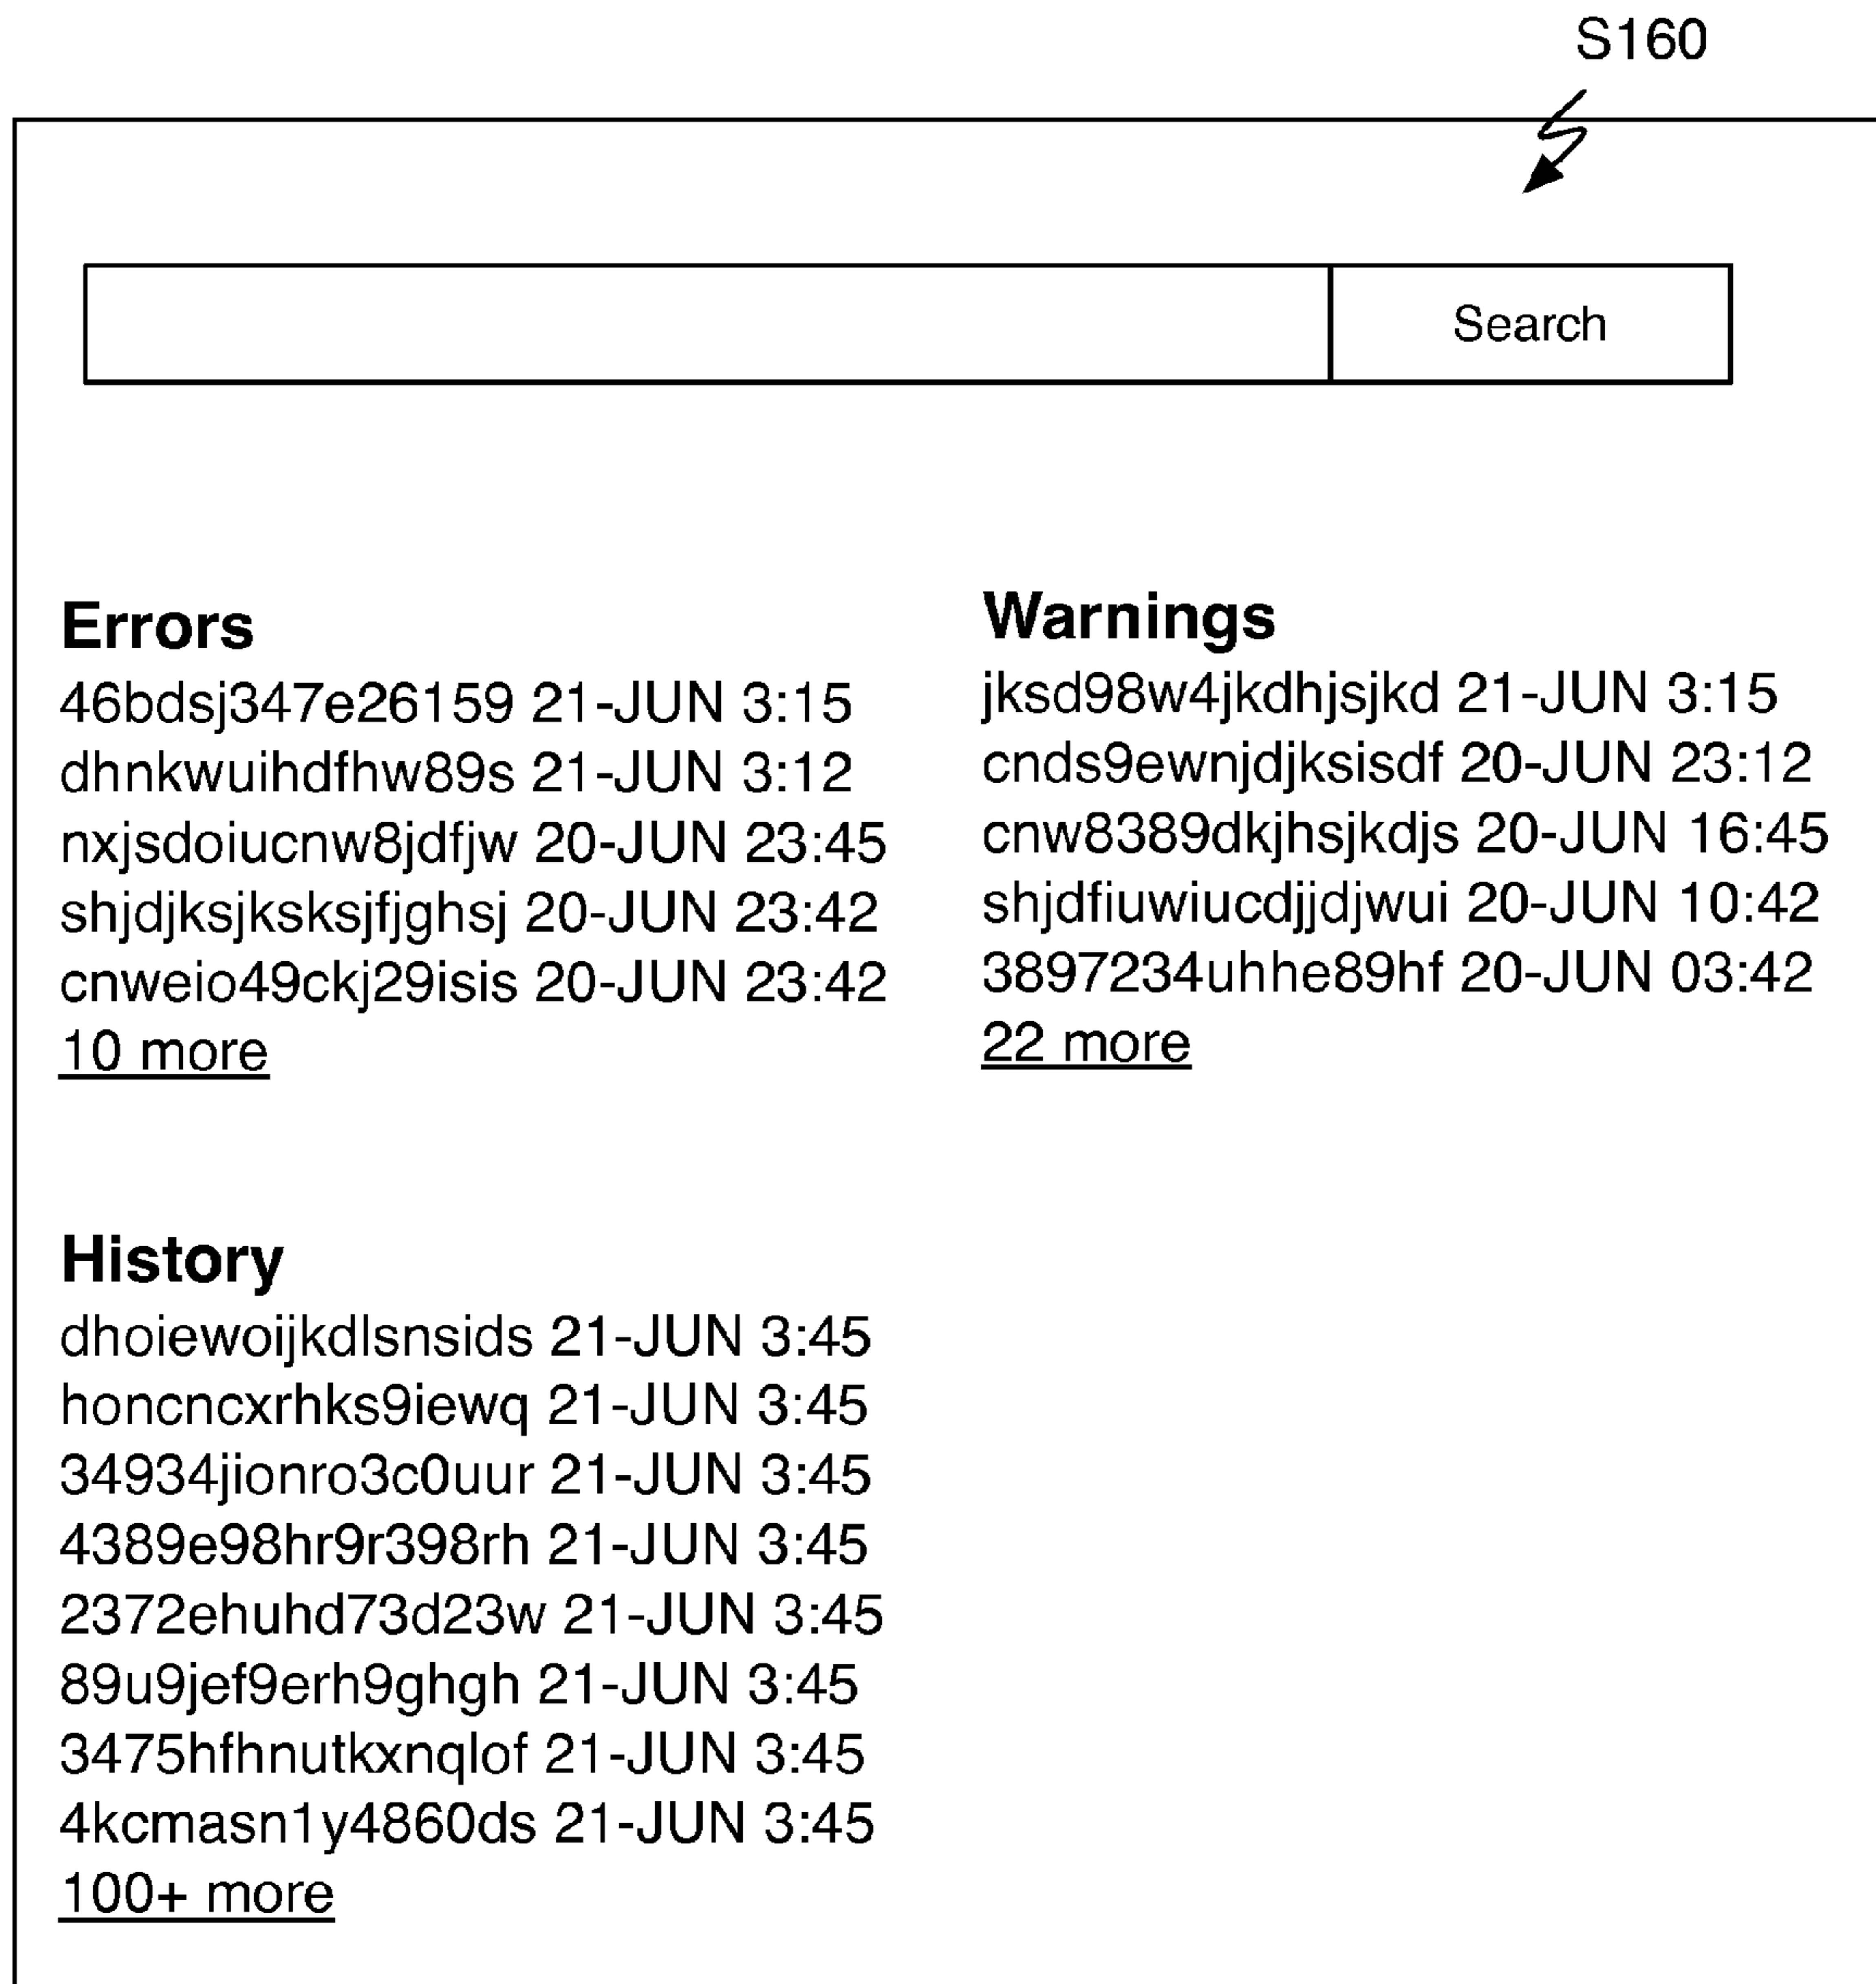 S160
Search
Errors
46bdsj347e26159 21-JUN 3:15
dhnkwuihdfhw89s 21-JUN 3:12
nxjsdoiucnw8jdfjw 20-JUN 23:45
shjdjksjksksjfjghsj 20-JUN 23:42
cnweio49ckj29isis 20-JUN 23:42
10 more
Warnings
jksd98w4jkdhjsjkd 21-JUN 3:15
cnds9ewnjdjksisdf 20-JUN 23:12
cnw8389dkjhsjkdjs 20-JUN 16:45
shjdfiuwiucdjjdjwui 20-JUN 10:42
3897234uhhe89hf 20-JUN 03:42
22 more
History
dhoiewoijkdlsnsids 21-JUN 3:45
honcncxrhks9iewq 21-JUN 3:45
34934jionro3c0uur 21-JUN 3:45
4389e98hr9r398rh 21-JUN 3:45
2372ehuhd73d23w 21-JUN 3:45
89u9jef9erh9ghgh 21-JUN 3:45
3475hfhnutkxnqlof 21-JUN 3:45
4kcmasn1y4860ds 21-JUN 3:45
100+ more